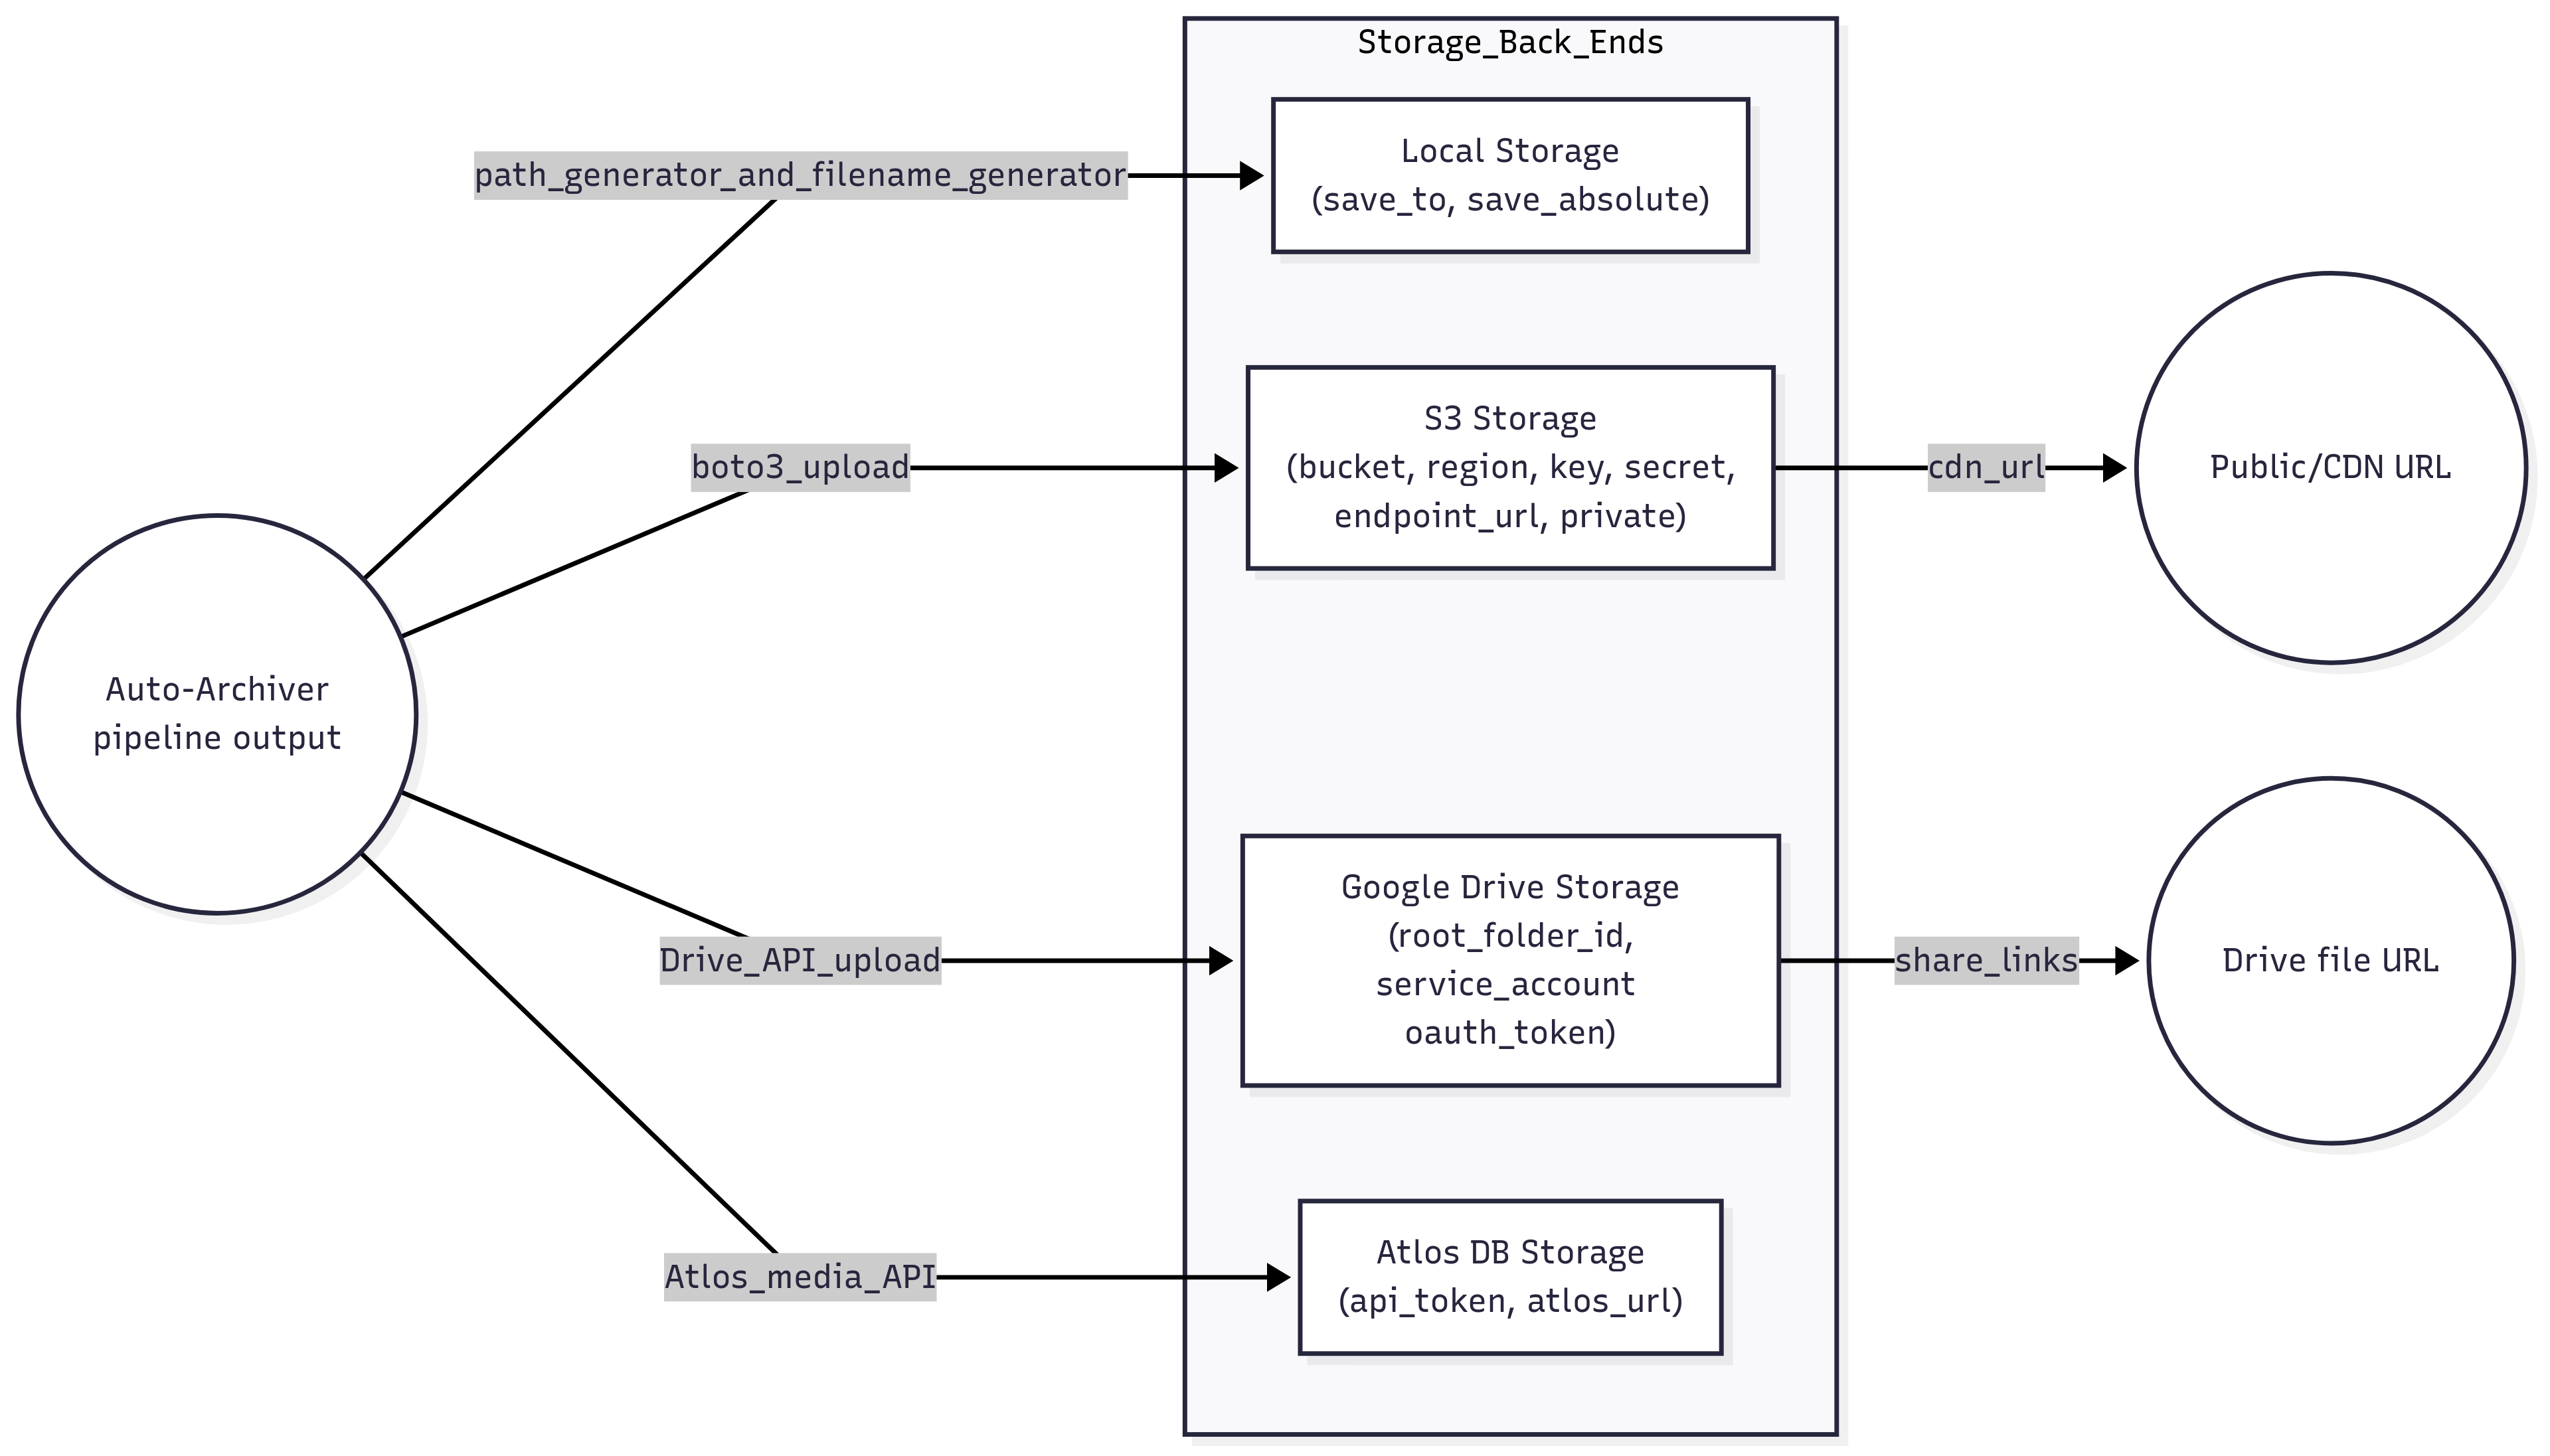 Storage_Back_Ends
path_generator_and_filename_generator
Local Storage
(save_to, save_absolute)
boto3_upload
S3 Storage
(bucket, region, key, secret,
endpoint_url, private)
cdn_url
Public/CDN URL
Auto-Archiver
pipeline output
Drive_API_upload
Google Drive Storage
(root_folder_id,
service_account
oauth_token)
share_links
Drive file URL
Atlos_media_API
Atlos DB Storage
(api_token, atlos_url)